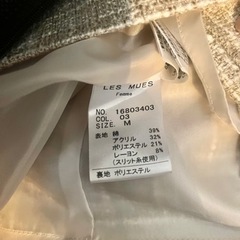 LES MUES
Femme
NO. 16803403
COL. 03
SIZE. M
表地 綿 39%
アクリル 32%
ポリエステル 21%
レーヨン 8%
(スリット糸使用)
裏地 ポリエステル